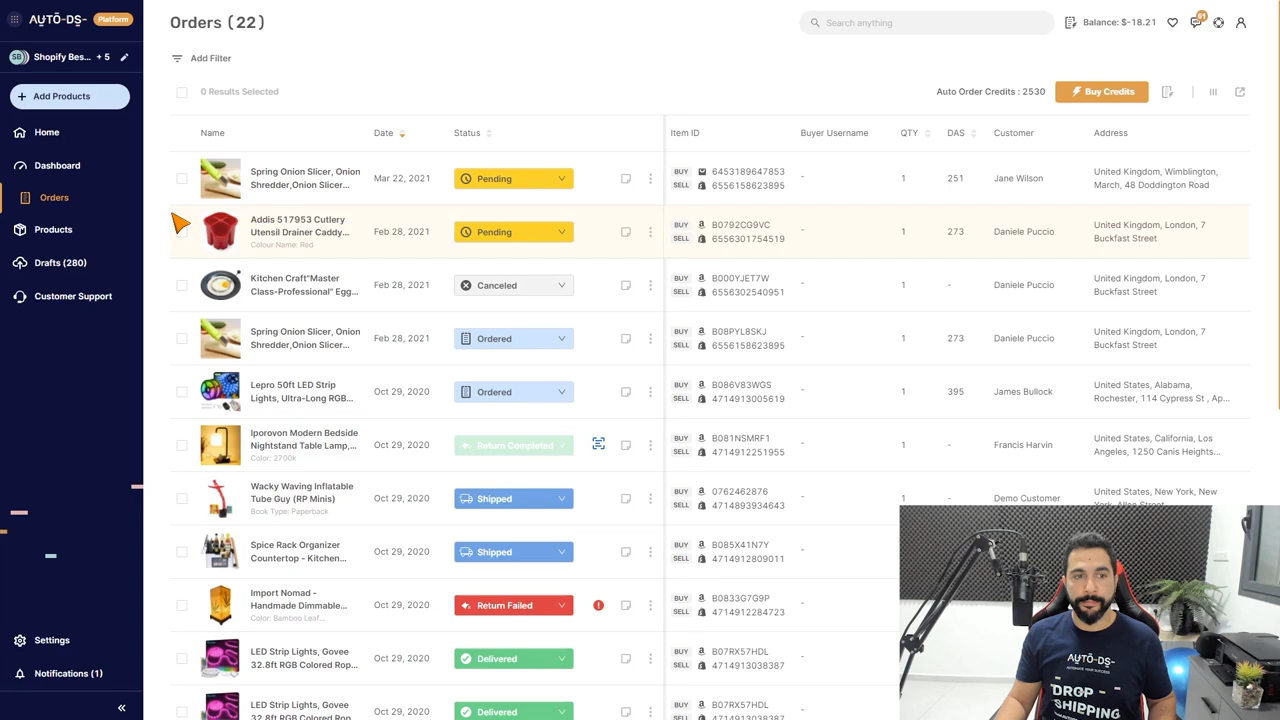 AUTO-DS- Platform
Orders (22)
Search anything
Balance: $-18.21
61
SB Shopify Bes... + 5
Add Filter
+ Add Products
0 Results Selected
Auto Order Credits : 2530
Buy Credits
Home
Dashboard
Orders
Products
Drafts (280)
Customer Support
Settings
Notifications (1)
«
Name Date Status Item ID Buyer Username QTY DAS Customer Address
Spring Onion Slicer, Onion
Shredder,Onion Slicer...
Mar 22, 2021
Pending
BUY 6453189647853
SELL 6556158623895
-
1
251
Jane Wilson
United Kingdom, Wimblington,
March, 48 Doddington Road
Addis 517953 Cutlery
Utensil Drainer Caddy...
Colour Name: Red
Feb 28, 2021
Pending
BUY B0792CG9VC
SELL 6556301754519
-
1
273
Daniele Puccio
United Kingdom, London, 7
Buckfast Street
Kitchen Craft"Master
Class-Professional" Egg...
Feb 28, 2021
Canceled
BUY B000YJET7W
SELL 6556302540951
-
1
-
Daniele Puccio
United Kingdom, London, 7
Buckfast Street
Spring Onion Slicer, Onion
Shredder,Onion Slicer...
Feb 28, 2021
Ordered
BUY B08PYL8SKJ
SELL 6556158623895
-
1
273
Daniele Puccio
United Kingdom, London, 7
Buckfast Street
Lepro 50ft LED Strip
Lights, Ultra-Long RGB...
Oct 29, 2020
Ordered
BUY B086V83WGS
SELL 4714913005619
-
1
395
James Bullock
United States, Alabama,
Rochester, 114 Cypress St , Ap...
Iporovon Modern Bedside
Nightstand Table Lamp,...
Color: 2700k
Oct 29, 2020
Return Completed
BUY B081NSMRF1
SELL 4714912251955
-
1
-
Francis Harvin
United States, California, Los
Angeles, 1250 Canis Heights...
Wacky Waving Inflatable
Tube Guy (RP Minis)
Book Type: Paperback
Oct 29, 2020
Shipped
BUY 0762462876
SELL 4714893934643
-
1
-
Demo Customer
United States, New York, New
Spice Rack Organizer
Countertop - Kitchen...
Oct 29, 2020
Shipped
BUY B085X41N7Y
SELL 4714912809011
-
Import Nomad -
Handmade Dimmable...
Color: Bamboo Leaf...
Oct 29, 2020
Return Failed
BUY B0833G7G9P
SELL 4714912284723
-
LED Strip Lights, Govee
32.8ft RGB Colored Rop...
Oct 29, 2020
Delivered
BUY B07RX57HDL
SELL 4714913038387
-
LED Strip Lights, Govee
32.8ft RGB Colored Rop...
Oct 29, 2020
Delivered
BUY B07RX57HDL
SELL 4714913038387
-
AUTÔ-DS-
AUTOMATE YOUR SUCCESS
DROP
SHIPPING